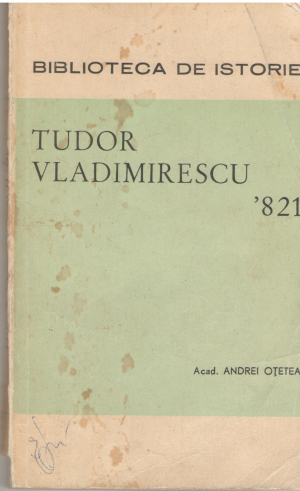 BIBLIOTECA DE ISTORIE
TUDOR
VLADIMIRESCU
'821
Acad. ANDREI OȚETEA